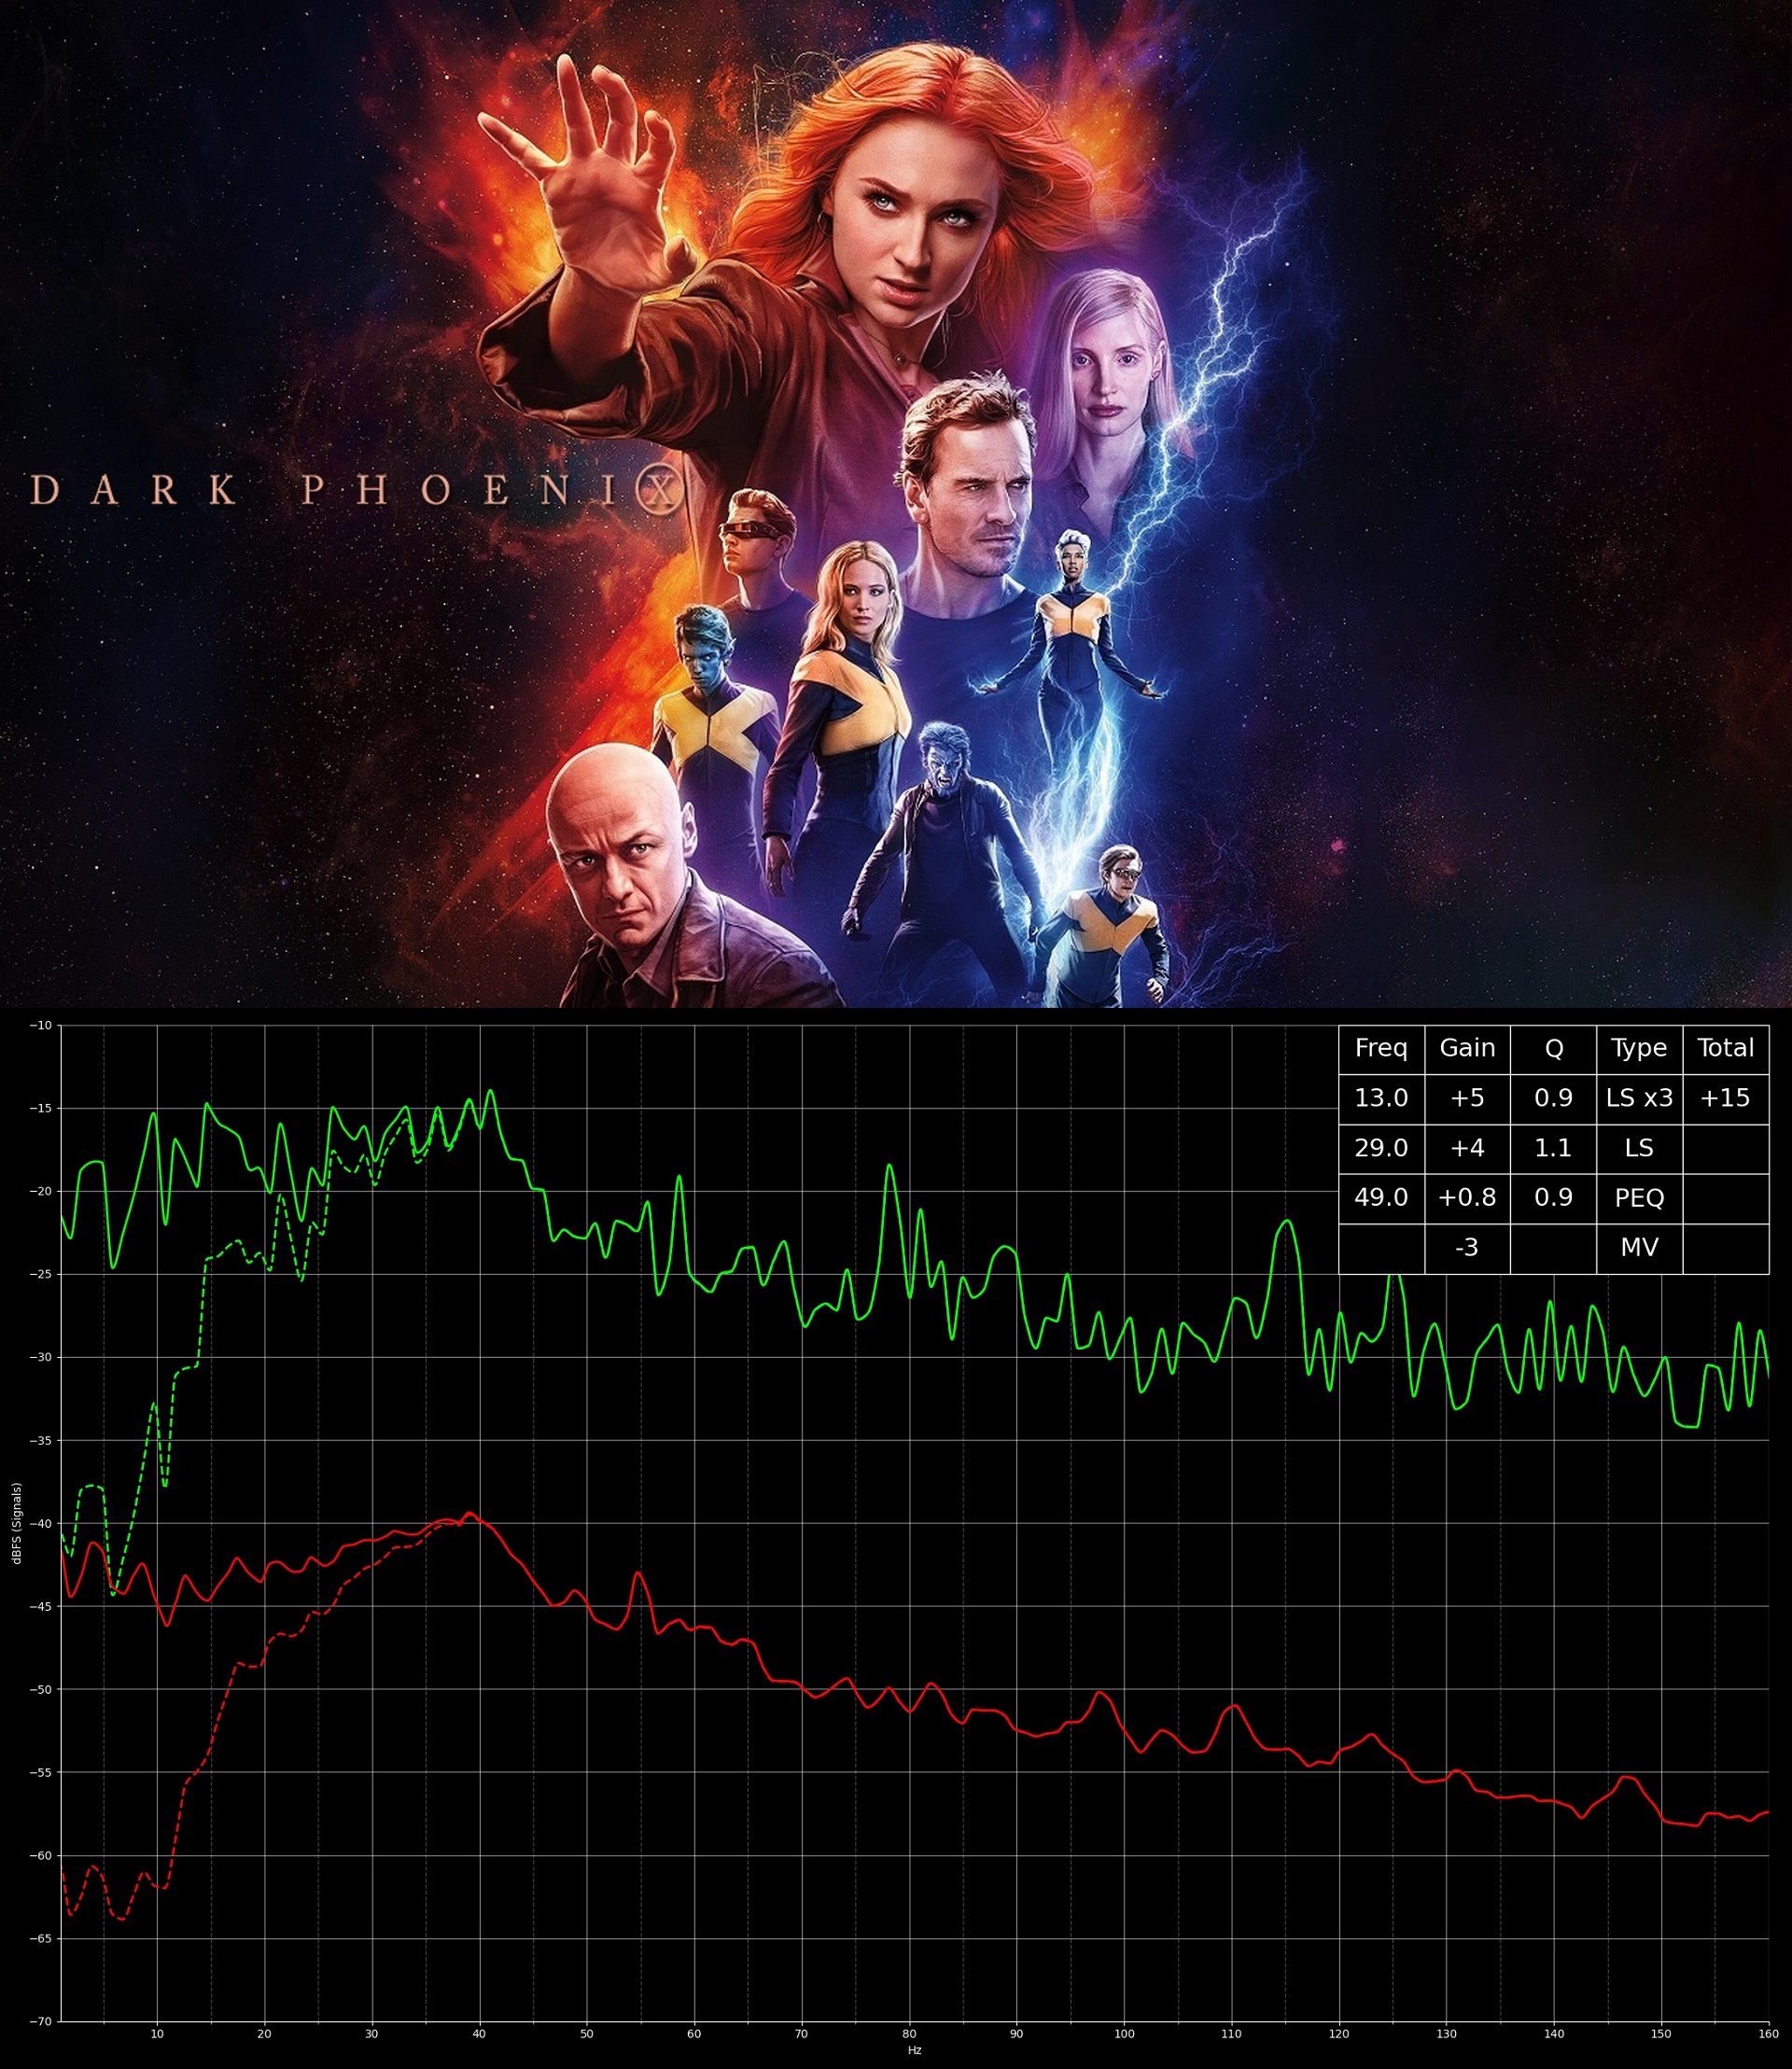 DARK PHOENIX
Freq Gain Q Type Total
13.0 +5 0.9 LS x3 +15
29.0 +4 1.1 LS
49.0 +0.8 0.9 PEQ
-3 MV
−10
−15
−20
−25
−30
−35
−40
−45
−50
−55
−60
−65
−70
dBFS (Signals)
10 20 30 40 50 60 70 80 90 100 110 120 130 140 150 160
Hz